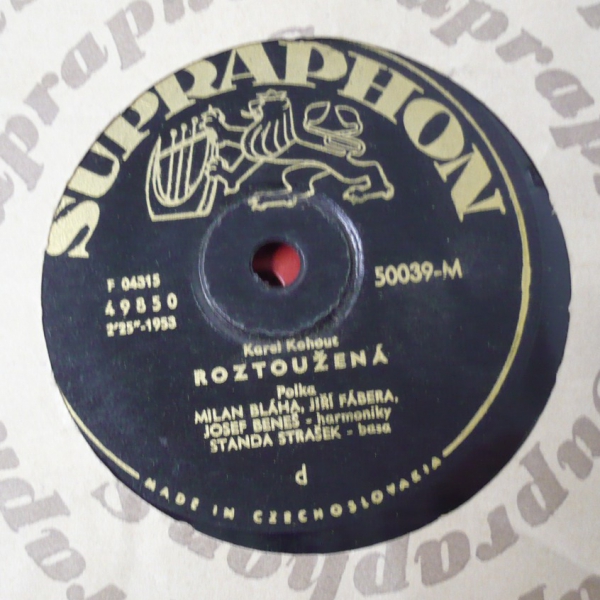 SUPRAPHON
F 04315
49850
2'25"-1953
50039-M
Karel Kohout
ROZTOUŽENÁ
Polka
MILAN BLÁHA, JIŘÍ FÁBERA,
JOSEF BENEŠ - harmoniky
STANDA STRAŠEK - basa
d
MADE IN CZECHOSLOVAKIA